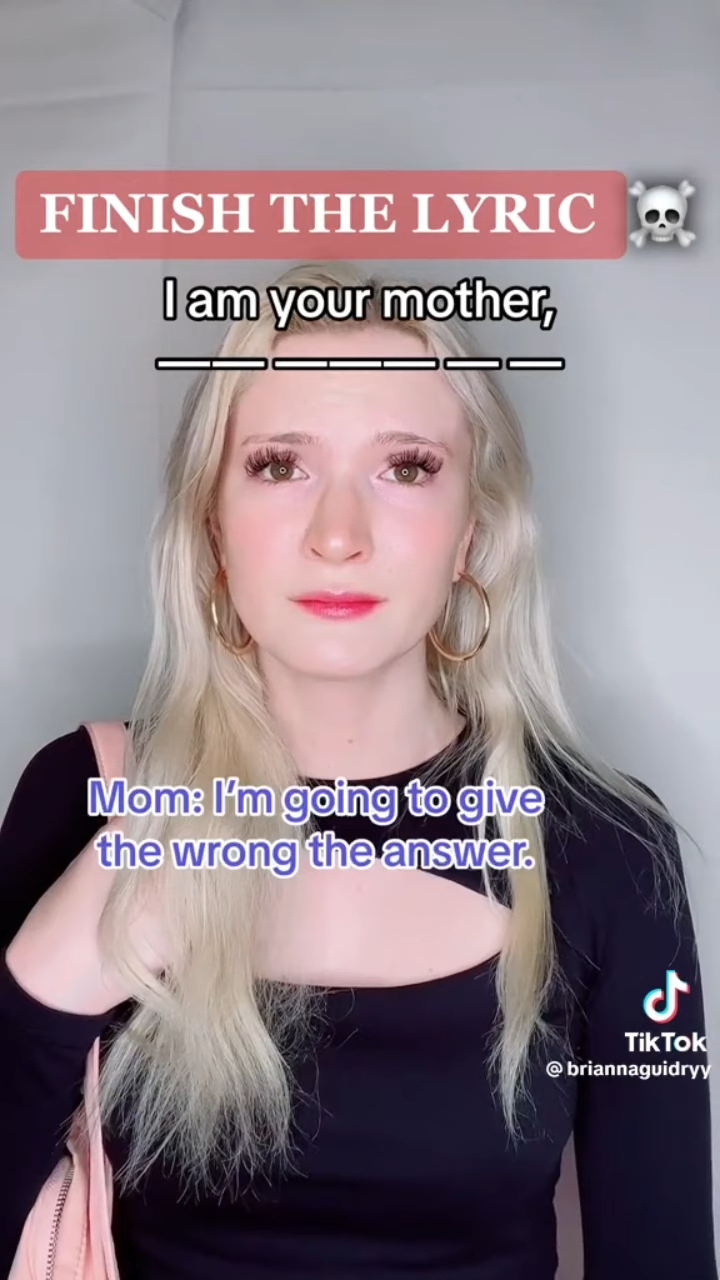 FINISH THE LYRIC
I am your mother,
Mom: I'm going to give
the wrong the answer.
TikTok
@briannaguidryy